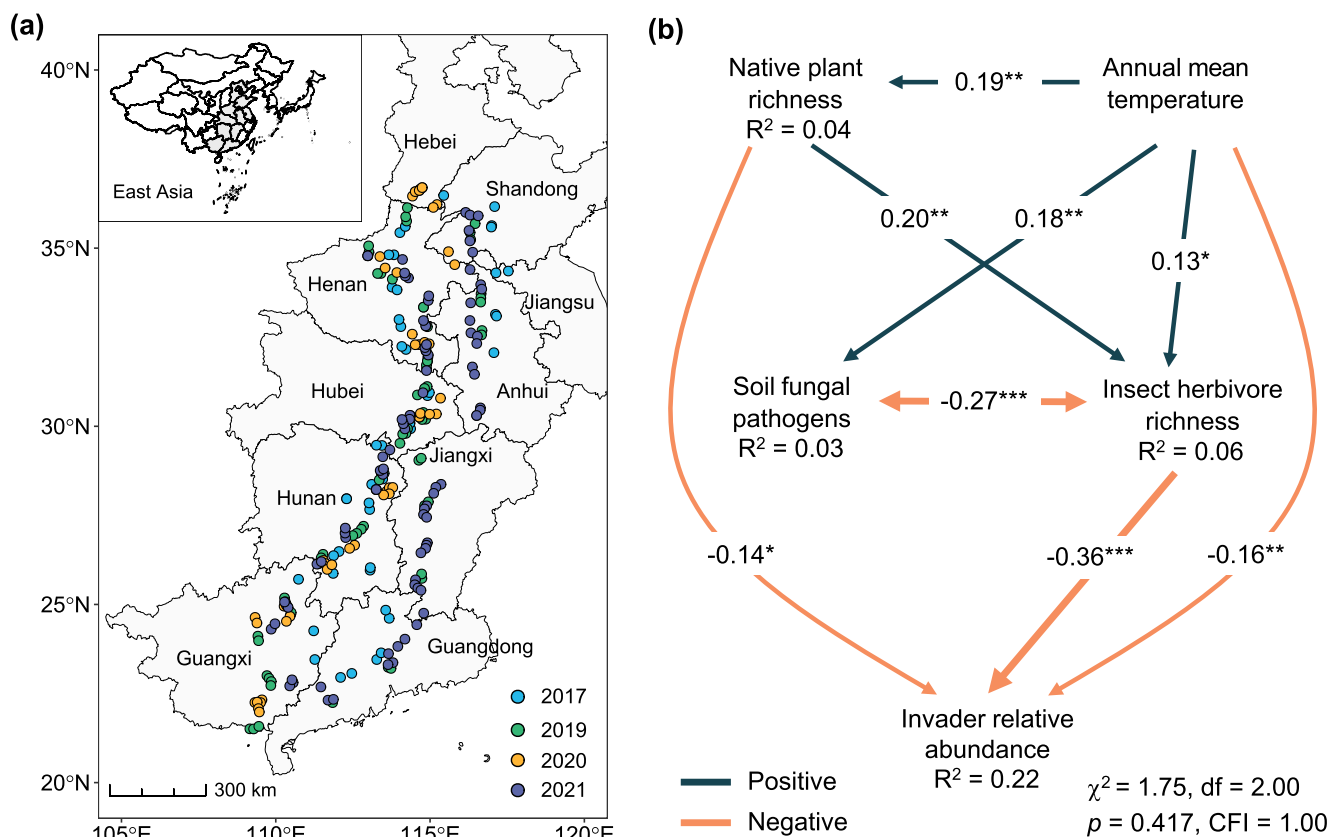 (a)
40°N
35°N
30°N
25°N
20°N
105°E
110°E
115°E
120°E
East Asia
Hebei
Shandong
Henan
Jiangsu
Hubei
Anhui
Jiangxi
Hunan
Guangxi
Guangdong
2017
2019
2020
2021
300 km
(b)
Native plant
richness
R² = 0.04
0.19**
Annual mean
temperature
0.20**
0.18**
0.13*
Soil fungal
pathogens
R² = 0.03
-0.27***
Insect herbivore
richness
R² = 0.06
-0.14*
-0.36***
-0.16**
Invader relative
abundance
R² = 0.22
Positive
Negative
χ² = 1.75, df = 2.00
p = 0.417, CFI = 1.00